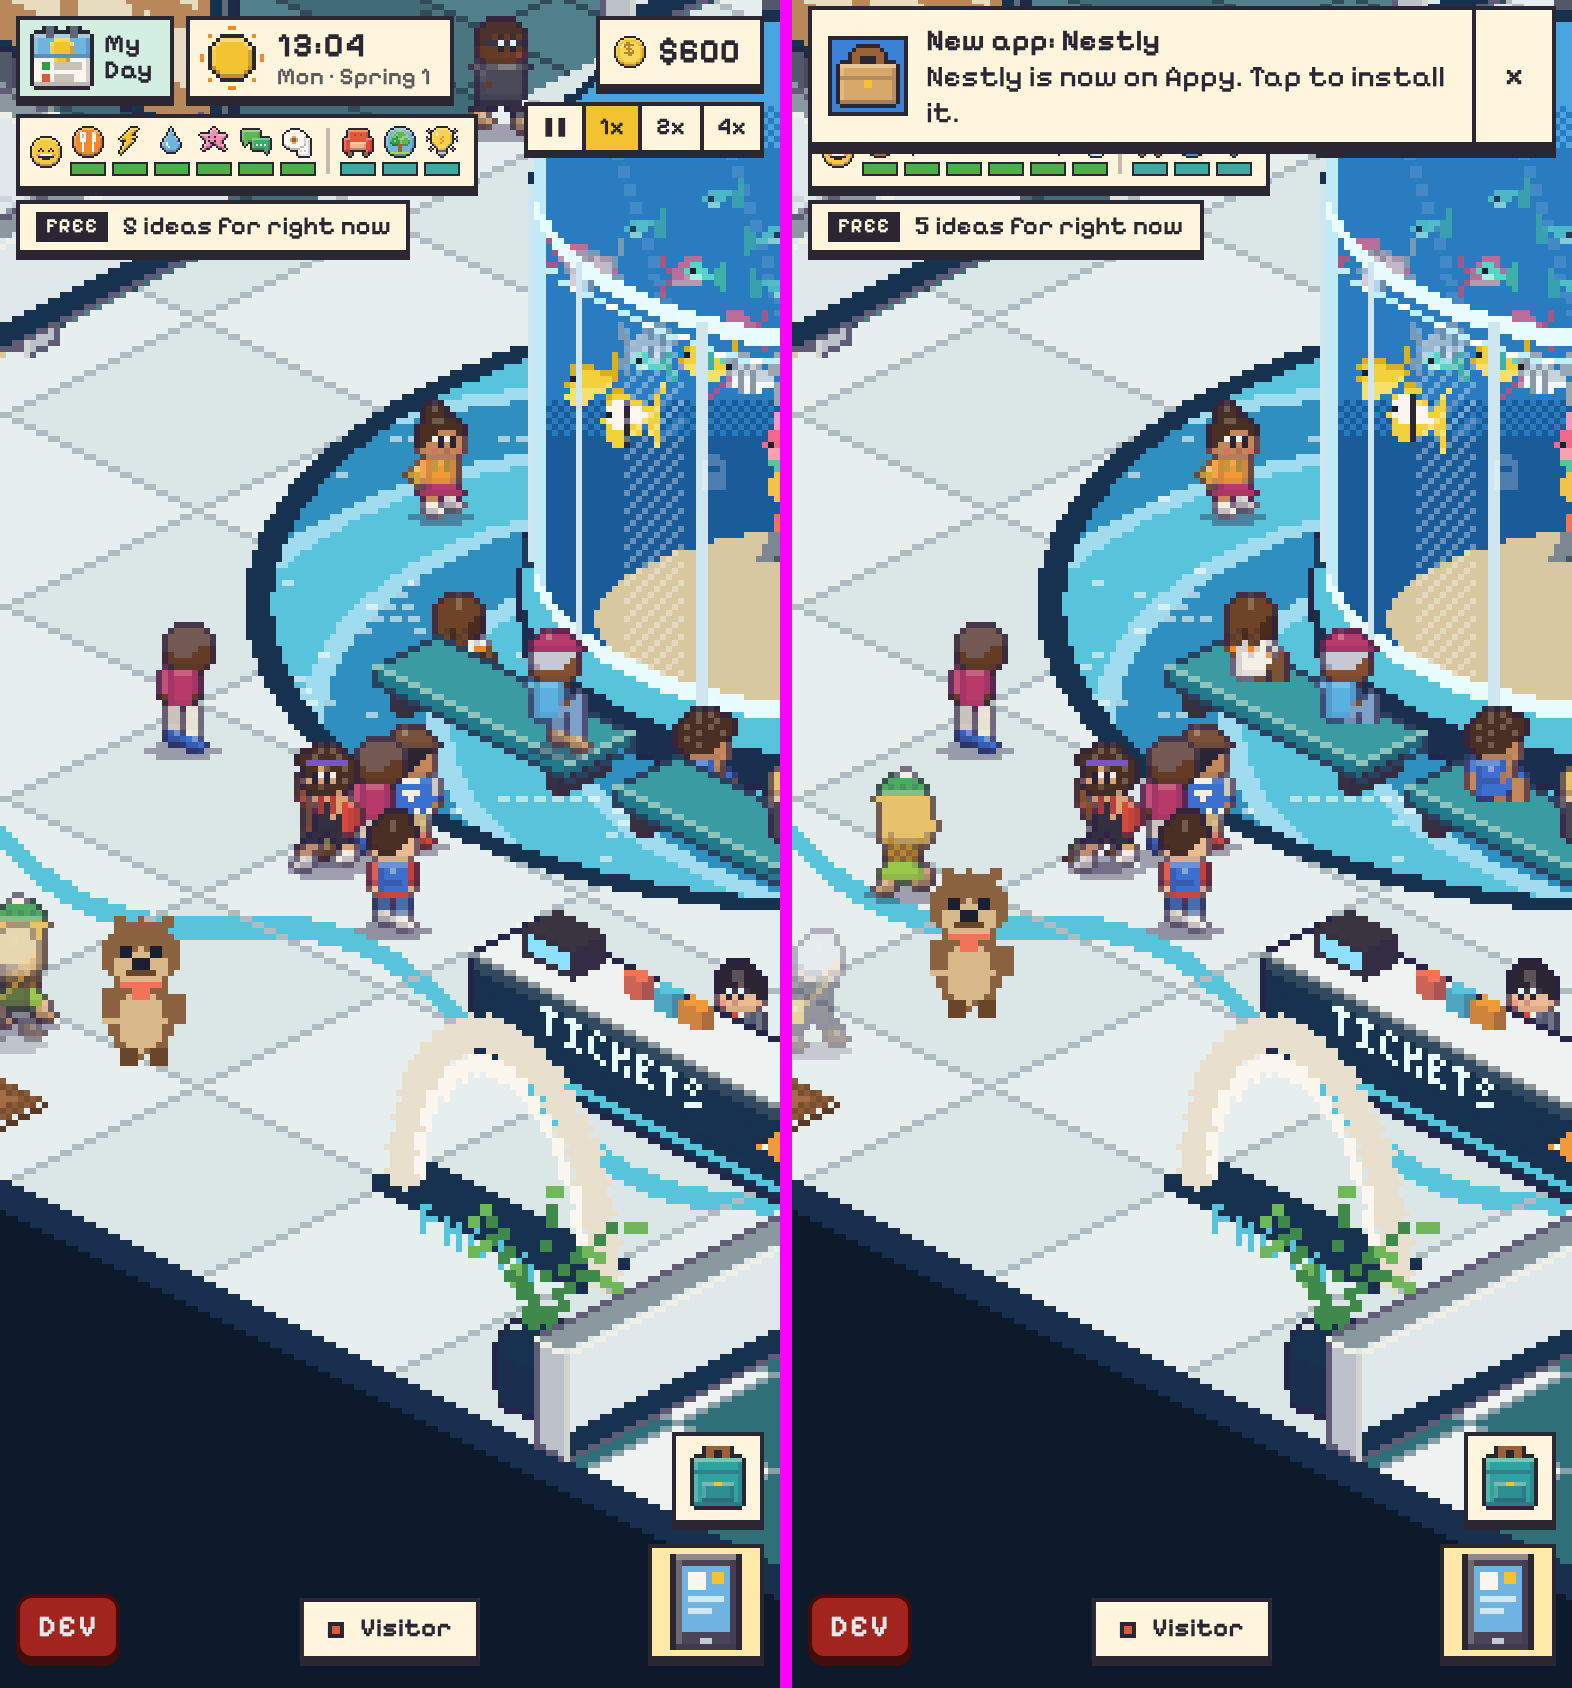 My
Day
13:04
Mon · Spring 1
$600
1x
2x
4x
FREE 8 ideas for right now
TICKETS
DEV
Visitor
New app: Nestly
Nestly is now on Appy. Tap to install
it.
x
FREE 5 ideas for right now
TICKETS
DEV
Visitor